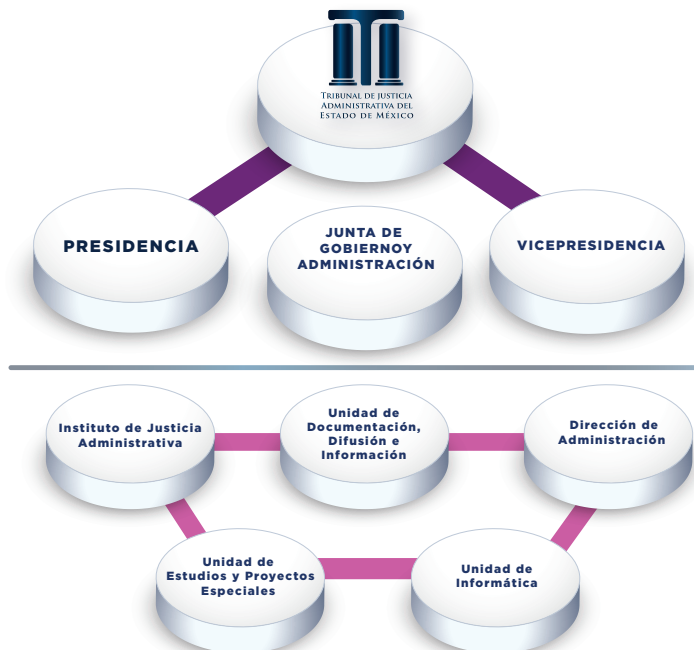 TRIBUNAL DE JUSTICIA
ADMINISTRATIVA DEL
ESTADO DE MÉXICO
PRESIDENCIA
JUNTA DE
GOBIERNOY
ADMINISTRACIÓN
VICEPRESIDENCIA
Instituto de Justicia
Administrativa
Unidad de
Documentación,
Difusión e
Información
Dirección de
Administración
Unidad de
Estudios y Proyectos
Especiales
Unidad de
Informática